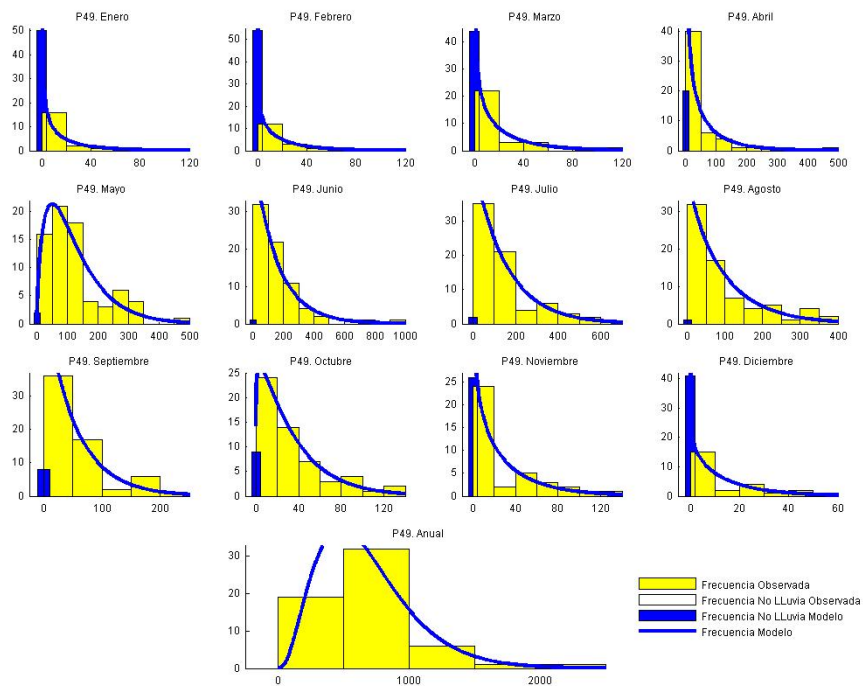 P49. Enero
P49. Febrero
P49. Marzo
P49. Abril
50
40
30
20
10
0
0 40 80 120
50
40
30
20
10
0
0 40 80 120
40
30
20
10
0
0 40 80 120
40
30
20
10
0
0 100 200 300 400 500
P49. Mayo
P49. Junio
P49. Julio
P49. Agosto
20
15
10
5
0
0 100 200 300 400 500
30
20
10
0
0 200 400 600 800 1000
30
20
10
0
0 200 400 600
30
20
10
0
0 100 200 300 400
P49. Septiembre
P49. Octubre
P49. Noviembre
P49. Diciembre
30
20
10
0
0 100 200
25
20
15
10
5
0
0 40 80 120
25
20
15
10
5
0
0 40 80 120
40
30
20
10
0
0 20 40 60
P49. Anual
30
20
10
0
0 1000 2000
Frecuencia Observada
Frecuencia No LLuvia Observada
Frecuencia No LLuvia Modelo
Frecuencia Modelo